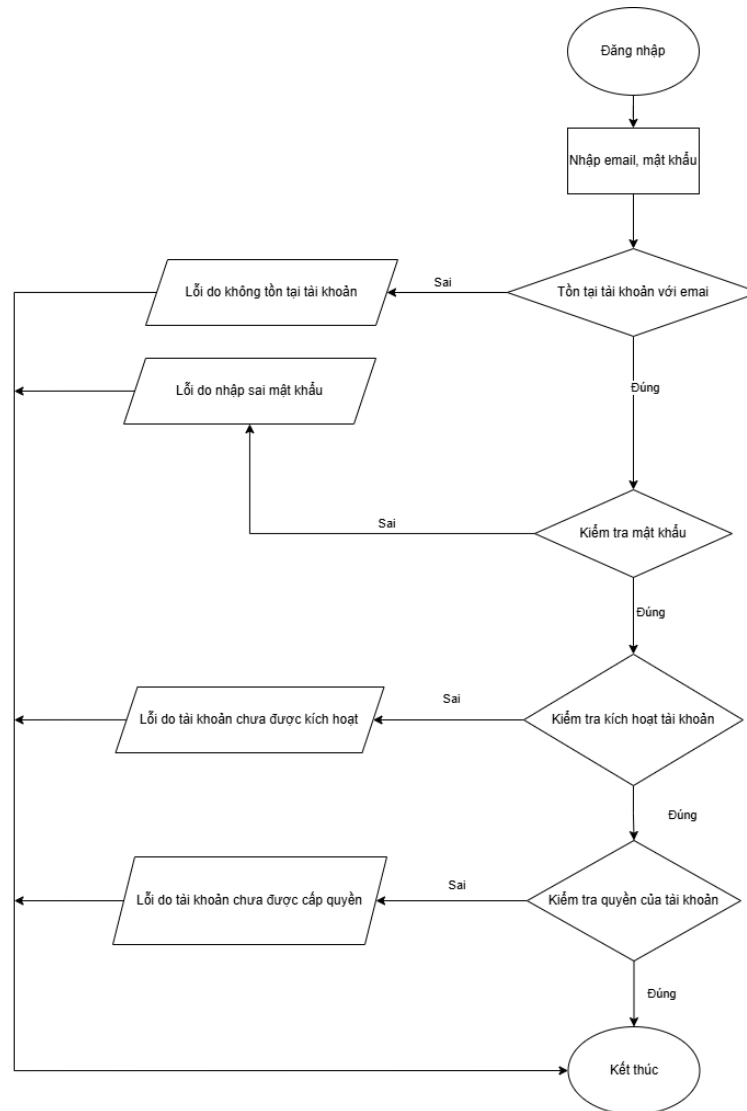 Đăng nhập
Nhập email, mật khẩu
Lỗi do không tồn tại tài khoản
Sai
Tồn tại tài khoản với emai
Lỗi do nhập sai mật khẩu
Đúng
Sai
Kiểm tra mật khẩu
Đúng
Lỗi do tài khoản chưa được kích hoạt
Sai
Kiểm tra kích hoạt tài khoản
Đúng
Lỗi do tài khoản chưa được cấp quyền
Sai
Kiểm tra quyền của tài khoản
Đúng
Kết thúc